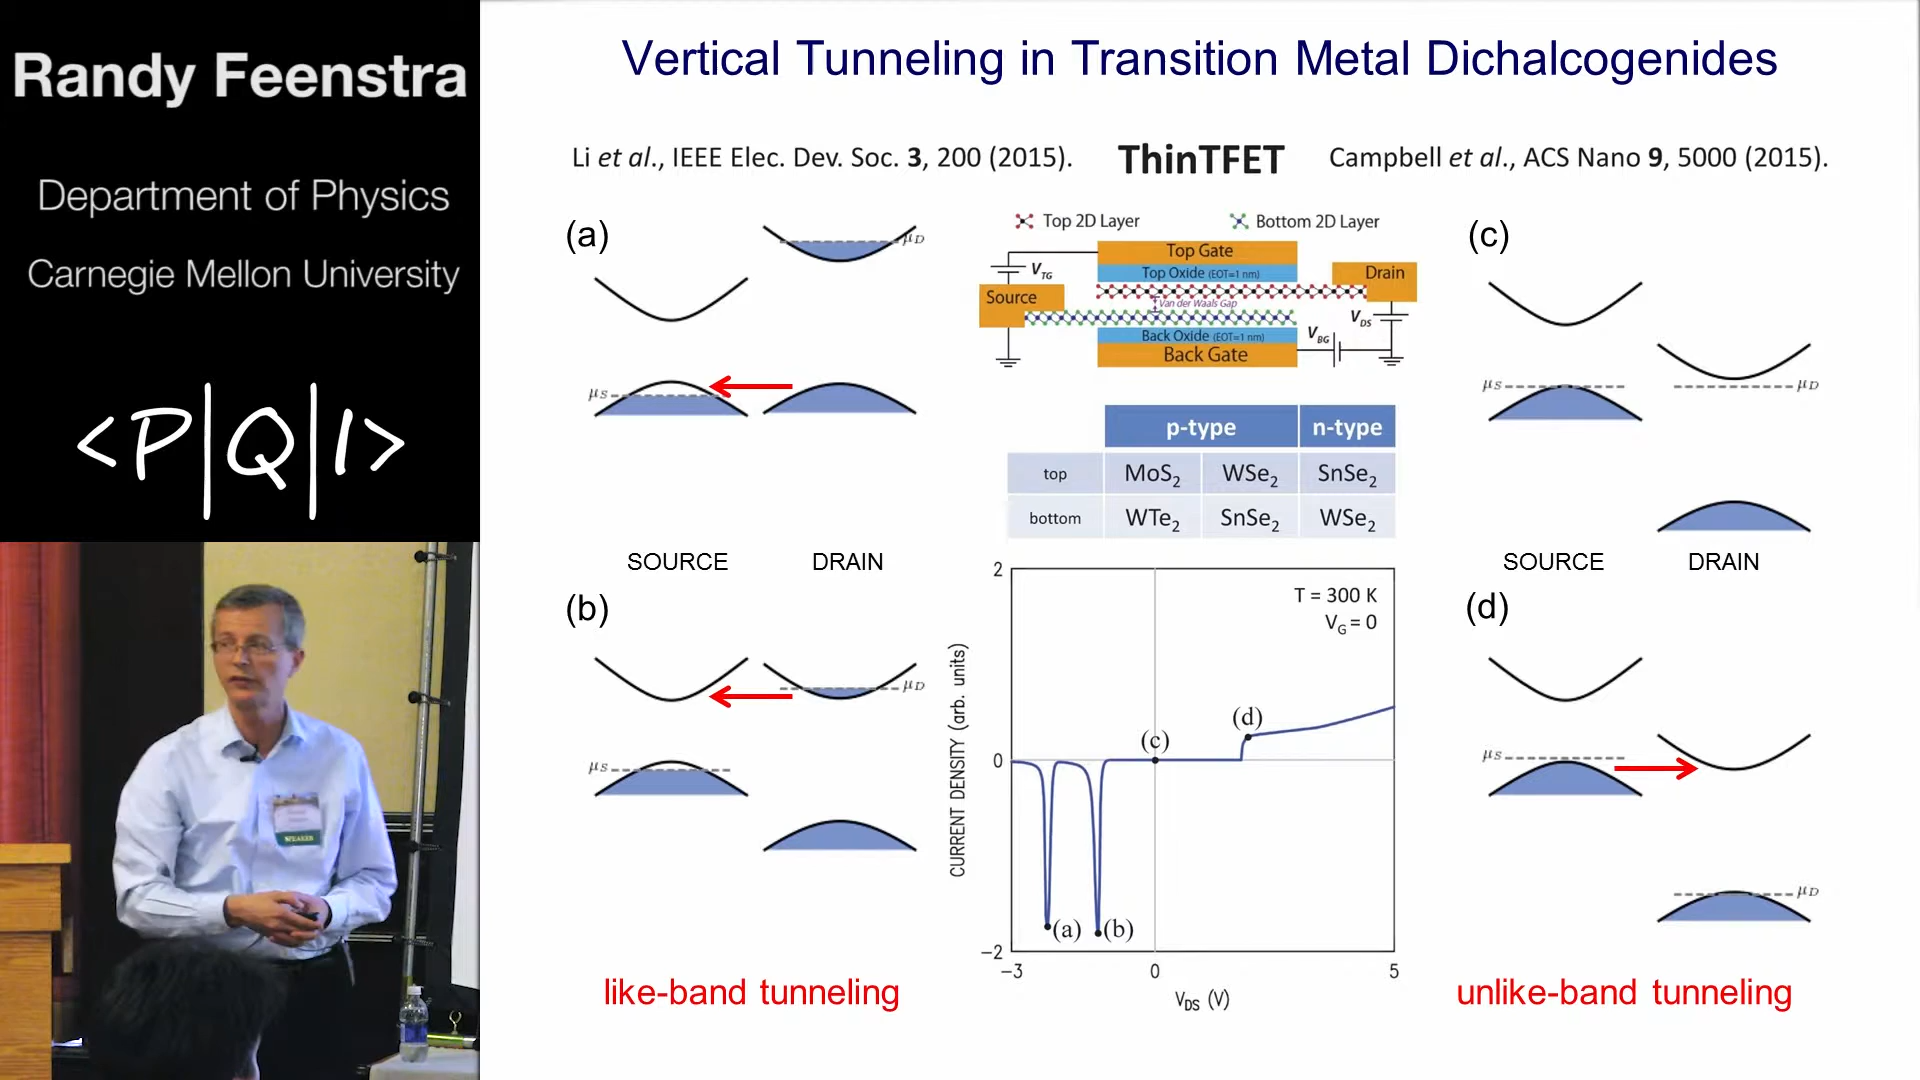 Randy Feenstra
Department of Physics
Carnegie Mellon University
<P|Q|I>
SPEAKER
Vertical Tunneling in Transition Metal Dichalcogenides
Li et al., IEEE Elec. Dev. Soc. 3, 200 (2015).
ThinTFET
Campbell et al., ACS Nano 9, 5000 (2015).
(a)
μD
μS
SOURCE
DRAIN
(b)
μD
μS
like-band tunneling
Top 2D Layer
Bottom 2D Layer
Top Gate
VTG
Top Oxide (EOT=1 nm)
Drain
Source
Van der Waals Gap
VDS
Back Oxide (EOT=1 nm)
VBG
Back Gate
p-type n-type
top MoS₂ WSe₂ SnSe₂
bottom WTe₂ SnSe₂ WSe₂
CURRENT DENSITY (arb. units)
2
0
−2
T = 300 K
VG = 0
(d)
(c)
(a)
(b)
−3 0 5
VDS (V)
(c)
μS
μD
SOURCE
DRAIN
(d)
μS
μD
unlike-band tunneling